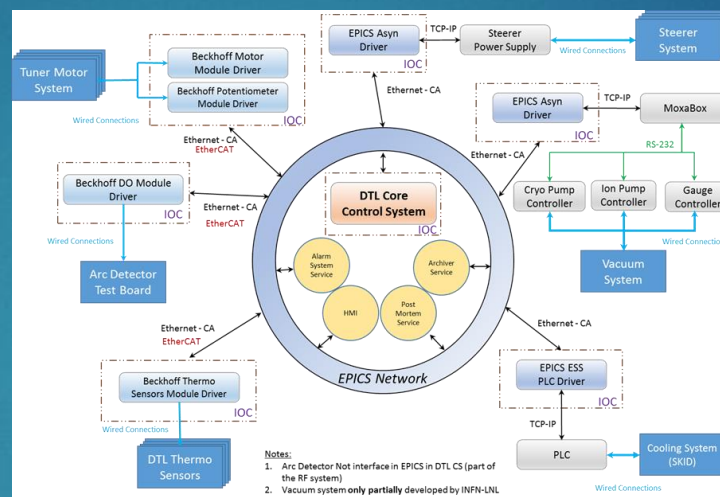 EPICS Asyn
Driver
IOC
TCP-IP
Steerer
Power Supply
Wired Connections
Steerer
System
Tuner Motor
System
Wired Connections
Beckhoff Motor
Module Driver
Beckhoff Potentiometer
Module Driver
IOC
Ethernet - CA
EPICS Asyn
Driver
IOC
TCP-IP
MoxaBox
RS-232
Ethernet - CA
EtherCAT
Ethernet - CA
Cryo Pump
Controller
Ion Pump
Controller
Gauge
Controller
Wired Connections
Vacuum
System
Beckhoff DO Module
Driver
IOC
Ethernet - CA
EtherCAT
Wired Connections
Arc Detector
Test Board
DTL Core
Control System
IOC
Alarm
System
Service
Archiver
Service
HMI
Post
Mortem
Service
EPICS Network
Ethernet - CA
EtherCAT
Ethernet - CA
Beckhoff Thermo
Sensors Module Driver
IOC
Wired Connections
DTL Thermo
Sensors
EPICS ESS
PLC Driver
IOC
TCP-IP
PLC
Wired Connections
Cooling System
(SKID)
Wired Connections
Notes:
1. Arc Detector Not interface in EPICS in DTL CS (part of
the RF system)
2. Vacuum system only partially developed by INFN-LNL